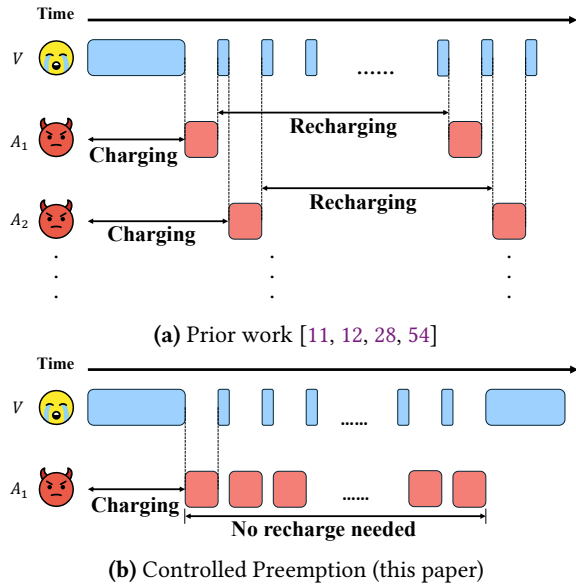 Time
V
A₁
Charging
Recharging
......
A₂
Charging
Recharging
(a) Prior work [11, 12, 28, 54]
Time
V
......
A₁
Charging
......
No recharge needed
(b) Controlled Preemption (this paper)